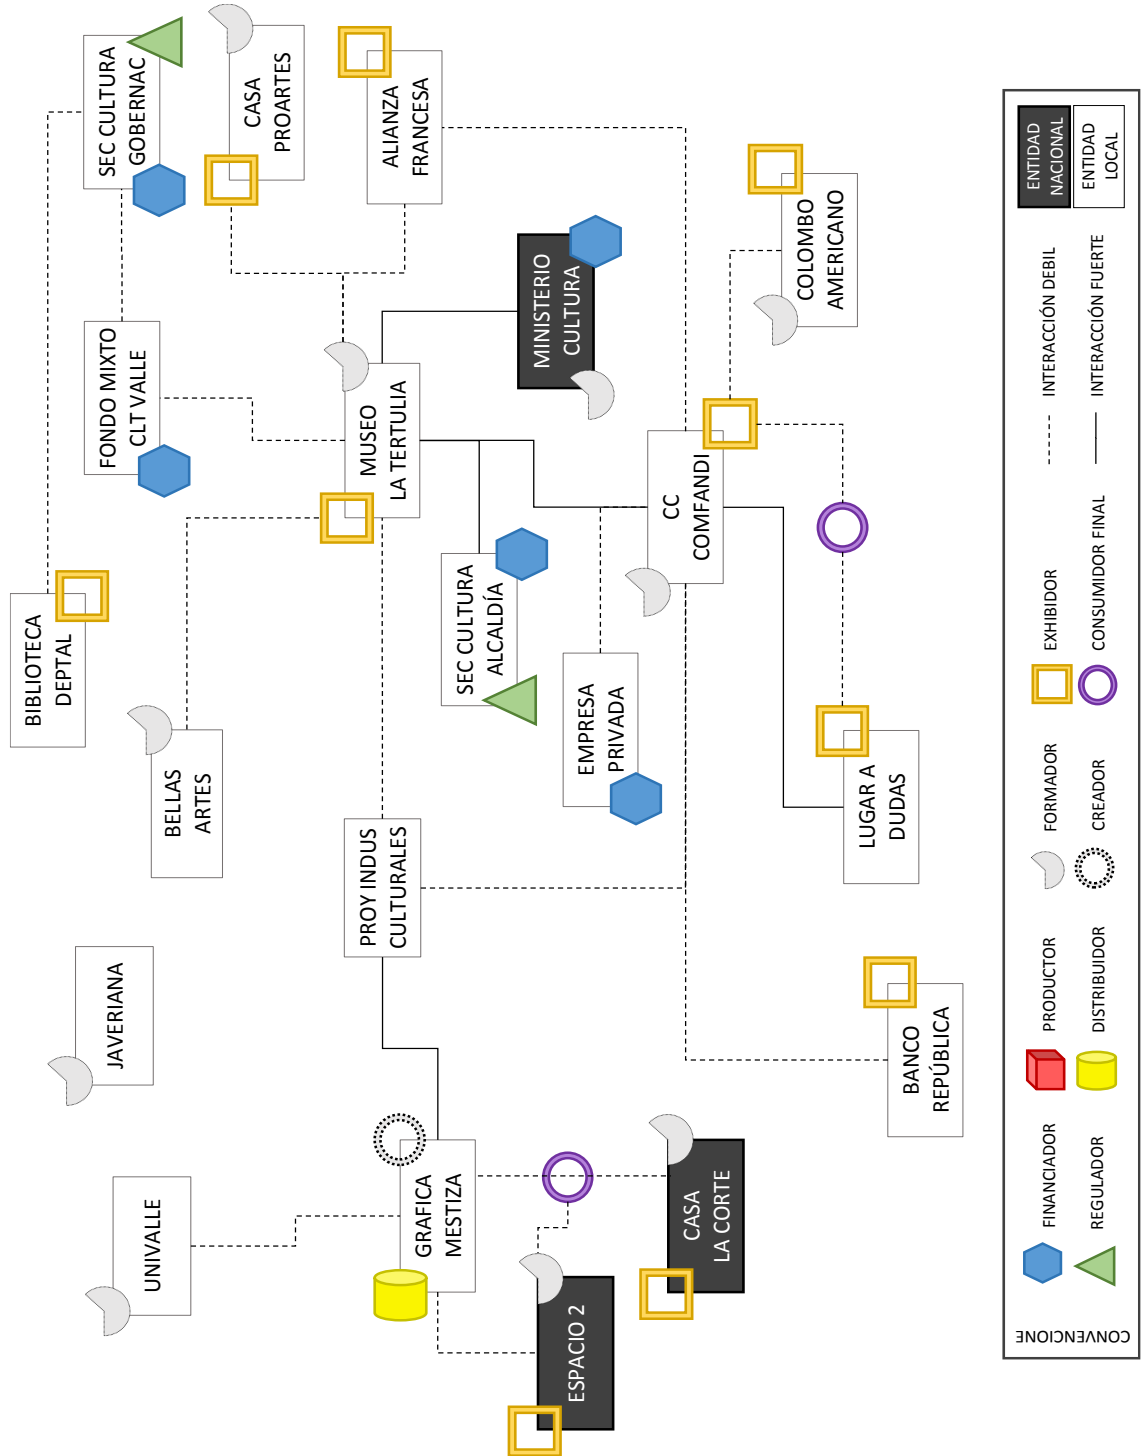 BIBLIOTECA
DEPTAL
SEC CULTURA
GOBERNAC
BELLAS
ARTES
FONDO MIXTO
CLT VALLE
CASA
PROARTES
JAVERIANA
UNIVALLE
PROY INDUS
CULTURALES
MUSEO
LA TERTULIA
ALIANZA
FRANCESA
GRAFICA
MESTIZA
SEC CULTURA
ALCALDÍA
MINISTERIO
CULTURA
ESPACIO 2
EMPRESA
PRIVADA
CASA
LA CORTE
CC
COMFANDI
COLOMBO
AMERICANO
BANCO
REPÚBLICA
LUGAR A
DUDAS
CONVENCIONE
FINANCIADOR
REGULADOR
PRODUCTOR
DISTRIBUIDOR
FORMADOR
CREADOR
EXHIBIDOR
CONSUMIDOR FINAL
INTERACCIÓN DEBIL
INTERACCIÓN FUERTE
ENTIDAD
NACIONAL
ENTIDAD
LOCAL